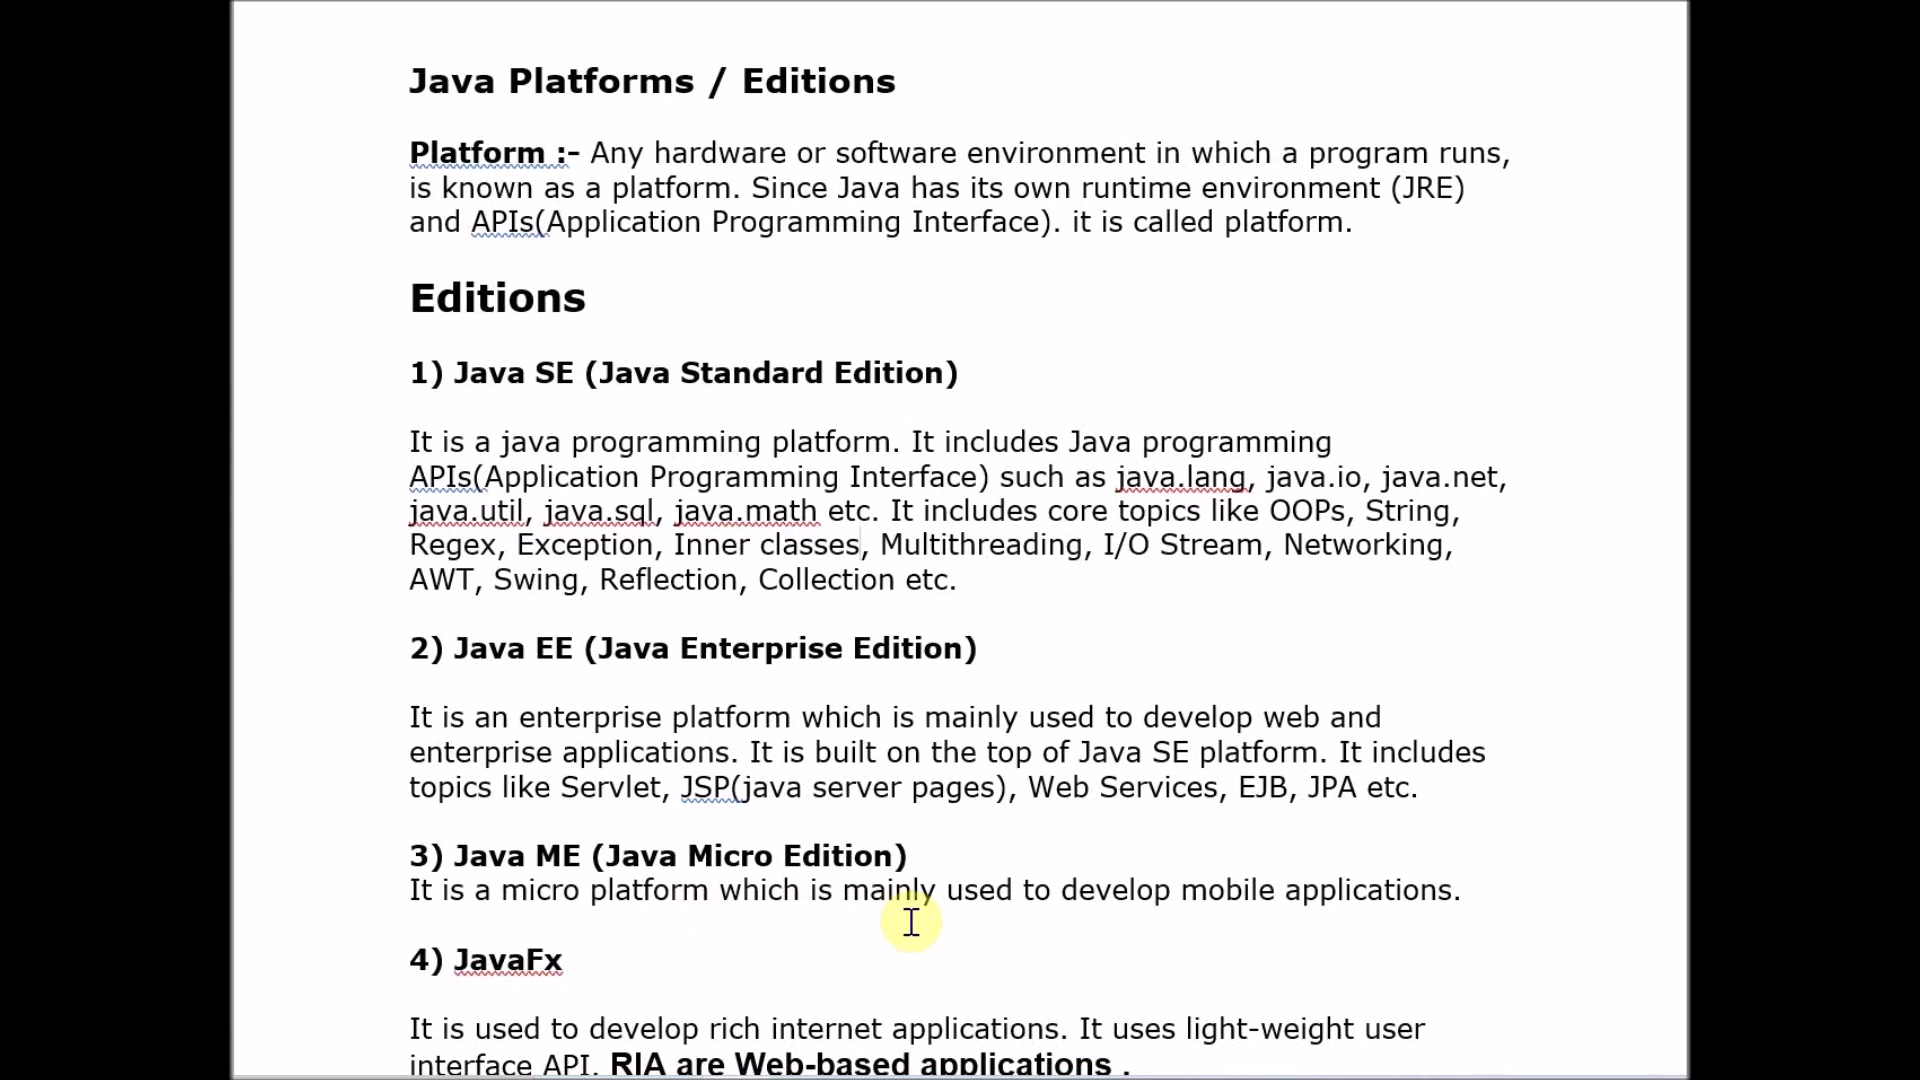 Java Platforms / Editions
Platform :- Any hardware or software environment in which a program runs,
is known as a platform. Since Java has its own runtime environment (JRE)
and APIs(Application Programming Interface). it is called platform.
Editions
1) Java SE (Java Standard Edition)
It is a java programming platform. It includes Java programming
APIs(Application Programming Interface) such as java.lang, java.io, java.net,
java.util, java.sql, java.math etc. It includes core topics like OOPs, String,
Regex, Exception, Inner classes, Multithreading, I/O Stream, Networking,
AWT, Swing, Reflection, Collection etc.
2) Java EE (Java Enterprise Edition)
It is an enterprise platform which is mainly used to develop web and
enterprise applications. It is built on the top of Java SE platform. It includes
topics like Servlet, JSP(java server pages), Web Services, EJB, JPA etc.
3) Java ME (Java Micro Edition)
It is a micro platform which is mainly used to develop mobile applications.
4) JavaFx
It is used to develop rich internet applications. It uses light-weight user
interface API. RIA are Web-based applications .